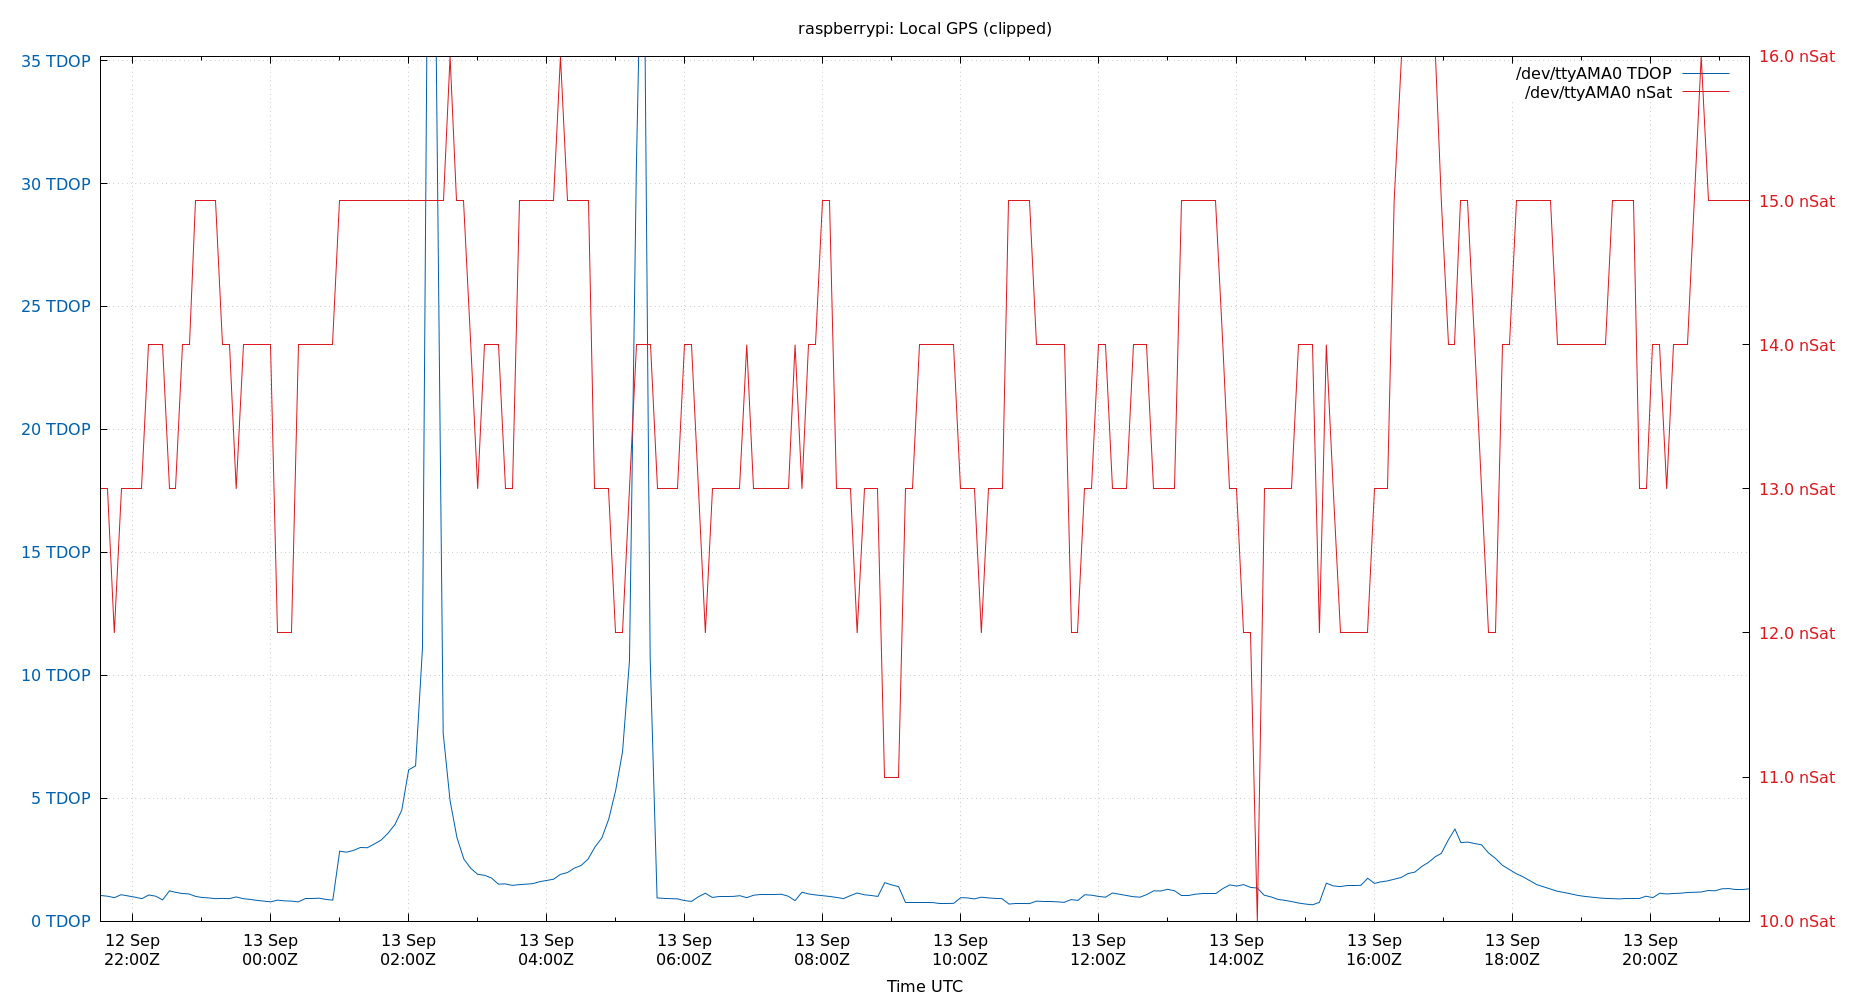 raspberrypi: Local GPS (clipped)
35 TDOP
30 TDOP
25 TDOP
20 TDOP
15 TDOP
10 TDOP
5 TDOP
0 TDOP
16.0 nSat
15.0 nSat
14.0 nSat
13.0 nSat
12.0 nSat
11.0 nSat
10.0 nSat
/dev/ttyAMA0 TDOP
/dev/ttyAMA0 nSat
12 Sep
22:00Z
13 Sep
00:00Z
13 Sep
02:00Z
13 Sep
04:00Z
13 Sep
06:00Z
13 Sep
08:00Z
13 Sep
10:00Z
13 Sep
12:00Z
13 Sep
14:00Z
13 Sep
16:00Z
13 Sep
18:00Z
13 Sep
20:00Z
Time UTC